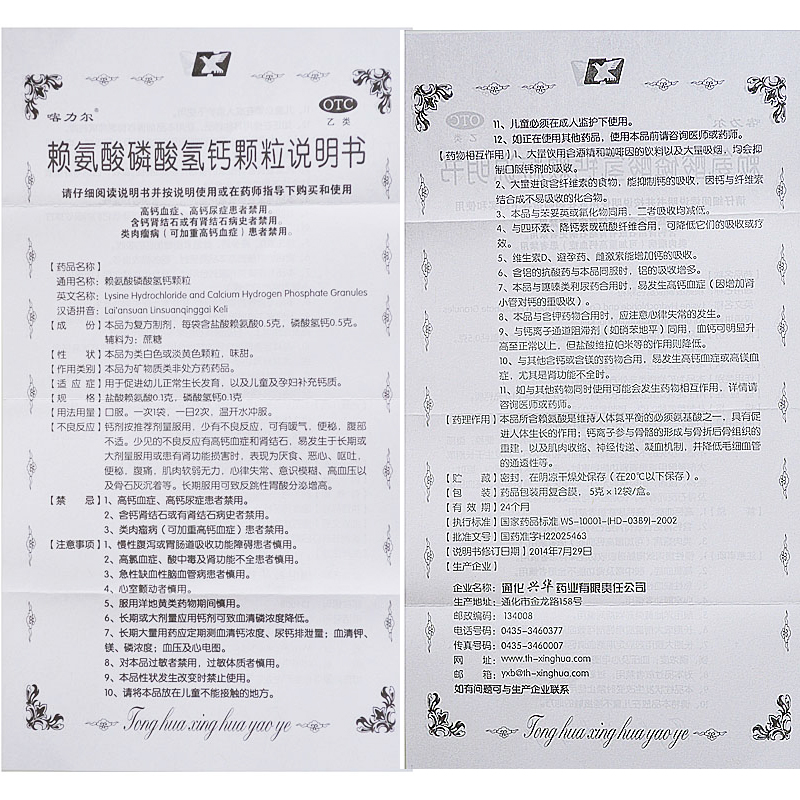 喀力尔®
OTC
乙类
赖氨酸磷酸氢钙颗粒说明书
请仔细阅读说明书并按说明使用或在药师指导下购买和使用
高钙血症、高钙尿症患者禁用。
含钙肾结石或有肾结石病史者禁用。
类肉瘤病（可加重高钙血症）患者禁用。
【药品名称】
通用名称：赖氨酸磷酸氢钙颗粒
英文名称：Lysine Hydrochloride and Calcium Hydrogen Phosphate Granules
汉语拼音：Lai'ansuan Linsuanqinggai Keli
【成 份】本品为复方制剂，每袋含盐酸赖氨酸0.5克，磷酸氢钙0.5克。
辅料为：蔗糖
【性 状】本品为类白色或淡黄色颗粒，味甜。
【作用类别】本品为矿物质类非处方药药品。
【适 应 症】用于促进幼儿正常生长发育，以及儿童及孕妇补充钙质。
【规 格】盐酸赖氨酸0.1克，磷酸氢钙0.1克
【用法用量】口服。一次1袋，一日2次，温开水冲服。
【不良反应】钙剂按推荐剂量服用，少有不良反应，可有嗳气，便秘，腹部
不适。少见的不良反应有高钙血症和肾结石，易发生于长期或
大剂量服用或患有肾功能损害时，表现为厌食、恶心、呕吐，
便秘，腹痛，肌肉软弱无力，心律失常、意识模糊、高血压以
及骨石灰沉着等。长期服用可致反跳性胃酸分泌增高。
【禁 忌】1、高钙血症、高钙尿症患者禁用。
2、含钙肾结石或有肾结石病史者禁用。
3、类肉瘤病（可加重高钙血症）患者禁用。
【注意事项】1、慢性腹泻或胃肠道吸收功能障碍患者慎用。
2、高氯血症、酸中毒及肾功能不全患者慎用。
3、急性缺血性脑血管病患者慎用。
4、心室颤动者慎用。
5、服用洋地黄类药物期间慎用。
6、长期或大剂量应用钙剂可致血清磷浓度降低。
7、长期大量用药应定期测血清钙浓度、尿钙排泄量；血清钾、
镁、磷浓度；血压及心电图。
8、对本品过敏者禁用，过敏体质者慎用。
9、本品性状发生改变时禁止使用。
10、请将本品放在儿童不能接触的地方。
Tong hua xing hua yao ye
OTC
11、儿童必须在成人监护下使用。
12、如正在使用其他药品，使用本品前请咨询医师或药师。
【药物相互作用】1、大量饮用含酒精和咖啡因的饮料以及大量吸烟，均会抑
制口服钙剂的吸收。
2、大量进食含纤维素的食物，能抑制钙的吸收，因钙与纤维素
结合成不易吸收的化合物。
3、本品与苯妥英或氟化物同用，二者吸收均减低。
4、与四环素、降钙素或硫酸纤维合用，可降低它们的吸收或疗
效。
5、维生素D、避孕药、雌激素能增加钙的吸收。
6、含铝的抗酸药与本品同服时，铝的吸收增多。
7、本品与噻嗪类利尿药合用时，易发生高钙血症（因增加肾
小管对钙的重吸收）。
8、本品与含钾药物合用时，应注意心律失常的发生。
9、与钙离子通道阻滞剂（如硝苯地平）同用，血钙可明显升
高至正常以上，但盐酸维拉帕米等的作用则降低。
10、与其他含钙或含镁的药物合用，易发生高钙血症或高镁血
症，尤其是肾功能不全时。
11、如与其他药物同时使用可能会发生药物相互作用，详情请
咨询医师或药师。
【药理作用】本品所含赖氨酸是维持人体氮平衡的必须氨基酸之一，具有促
进人体生长的作用；钙离子参与骨骼的形成与骨折后骨组织的
重建，以及肌肉收缩、神经传递、凝血机制，并降低毛细血管
的通透性等。
【贮 藏】密封，在阴凉干燥处保存（在20℃以下保存）。
【包 装】药品包装用复合膜， 5克×12袋/盒。
【有 效 期】24个月
【执行标准】国家药品标准 WS-10001-(HD-0389)-2002
【批准文号】国药准字H22025463
【说明书修订日期】2014年7月29日
【生产企业】
企业名称：通化兴华药业有限责任公司
生产地址：通化市金龙路158号
邮政编码：134008
电话号码：0435-3460377
传真号码：0435-3460007
网 址：www.th-xinghua.com
邮 箱：yxb@th-xinghua.com
如有问题可与生产企业联系
Tong hua xing hua yao ye